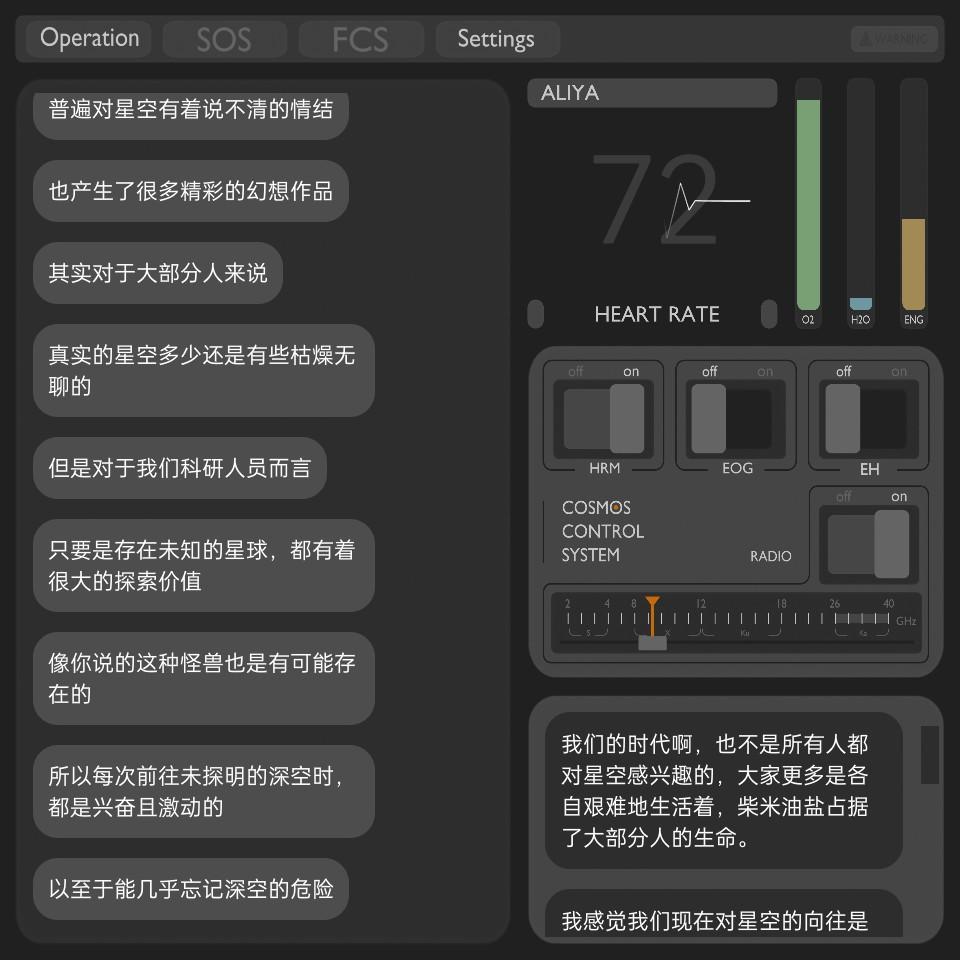 Operation
SOS
FCS
Settings
WARNING
普遍对星空有着说不清的情结
也产生了很多精彩的幻想作品
其实对于大部分人来说
真实的星空多少还是有些枯燥无
聊的
但是对于我们科研人员而言
只要是存在未知的星球，都有着
很大的探索价值
像你说的这种怪兽也是有可能存
在的
所以每次前往未探明的深空时，
都是兴奋且激动的
以至于能几乎忘记深空的危险
ALIYA
72
HEART RATE
O2
H2O
ENG
off on
HRM
off on
EOG
off on
EH
COSMOS
CONTROL
SYSTEM
RADIO
off on
2 4 8 12 18 26 40
GHz
S X Ku Ka
我们的时代啊，也不是所有人都
对星空感兴趣的，大家更多是各
自艰难地生活着，柴米油盐占据
了大部分人的生命。
我感觉我们现在对星空的向往是